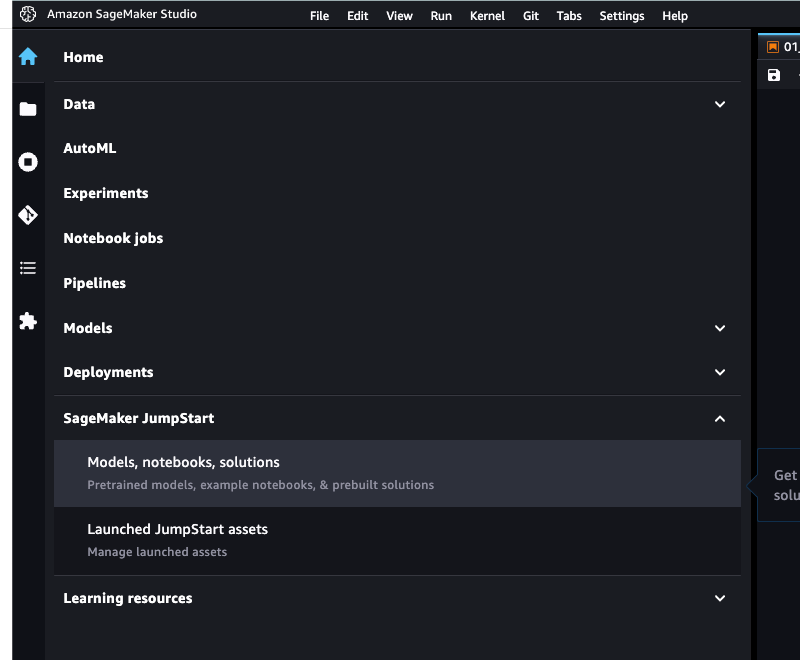 Amazon SageMaker Studio
File Edit View Run Kernel Git Tabs Settings Help
Home
01_
Data
AutoML
Experiments
Notebook jobs
Pipelines
Models
Deployments
SageMaker JumpStart
Models, notebooks, solutions
Pretrained models, example notebooks, & prebuilt solutions
Get
solu
Launched JumpStart assets
Manage launched assets
Learning resources